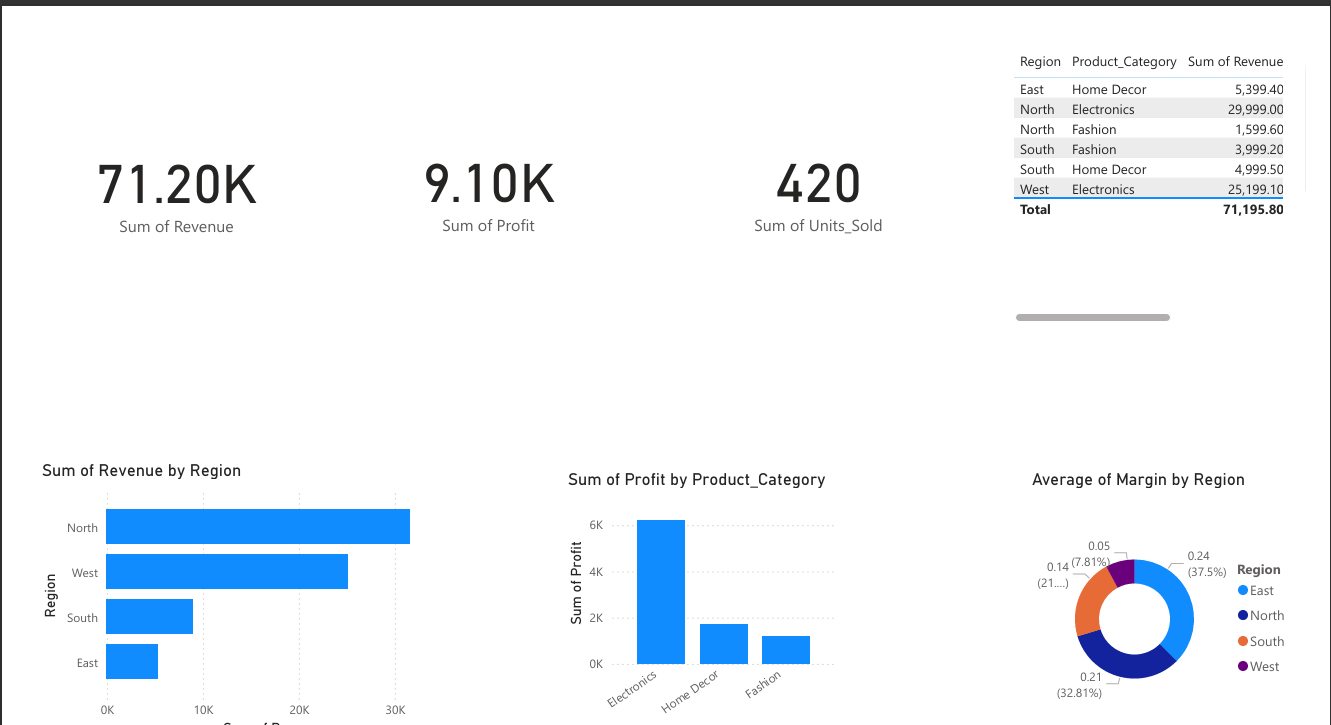 71.20K
Sum of Revenue
9.10K
Sum of Profit
420
Sum of Units_Sold
Region Product_Category Sum of Revenue
East Home Decor 5,399.40
North Electronics 29,999.00
North Fashion 1,599.60
South Fashion 3,999.20
South Home Decor 4,999.50
West Electronics 25,199.10
Total 71,195.80
Sum of Revenue by Region
Region
North
West
South
East
0K 10K 20K 30K
Sum of Profit by Product_Category
Sum of Profit
6K
4K
2K
0K
Electronics
Home Decor
Fashion
Average of Margin by Region
0.05
(7.81%)
0.24
(37.5%)
0.14
(21....)
0.21
(32.81%)
Region
East
North
South
West